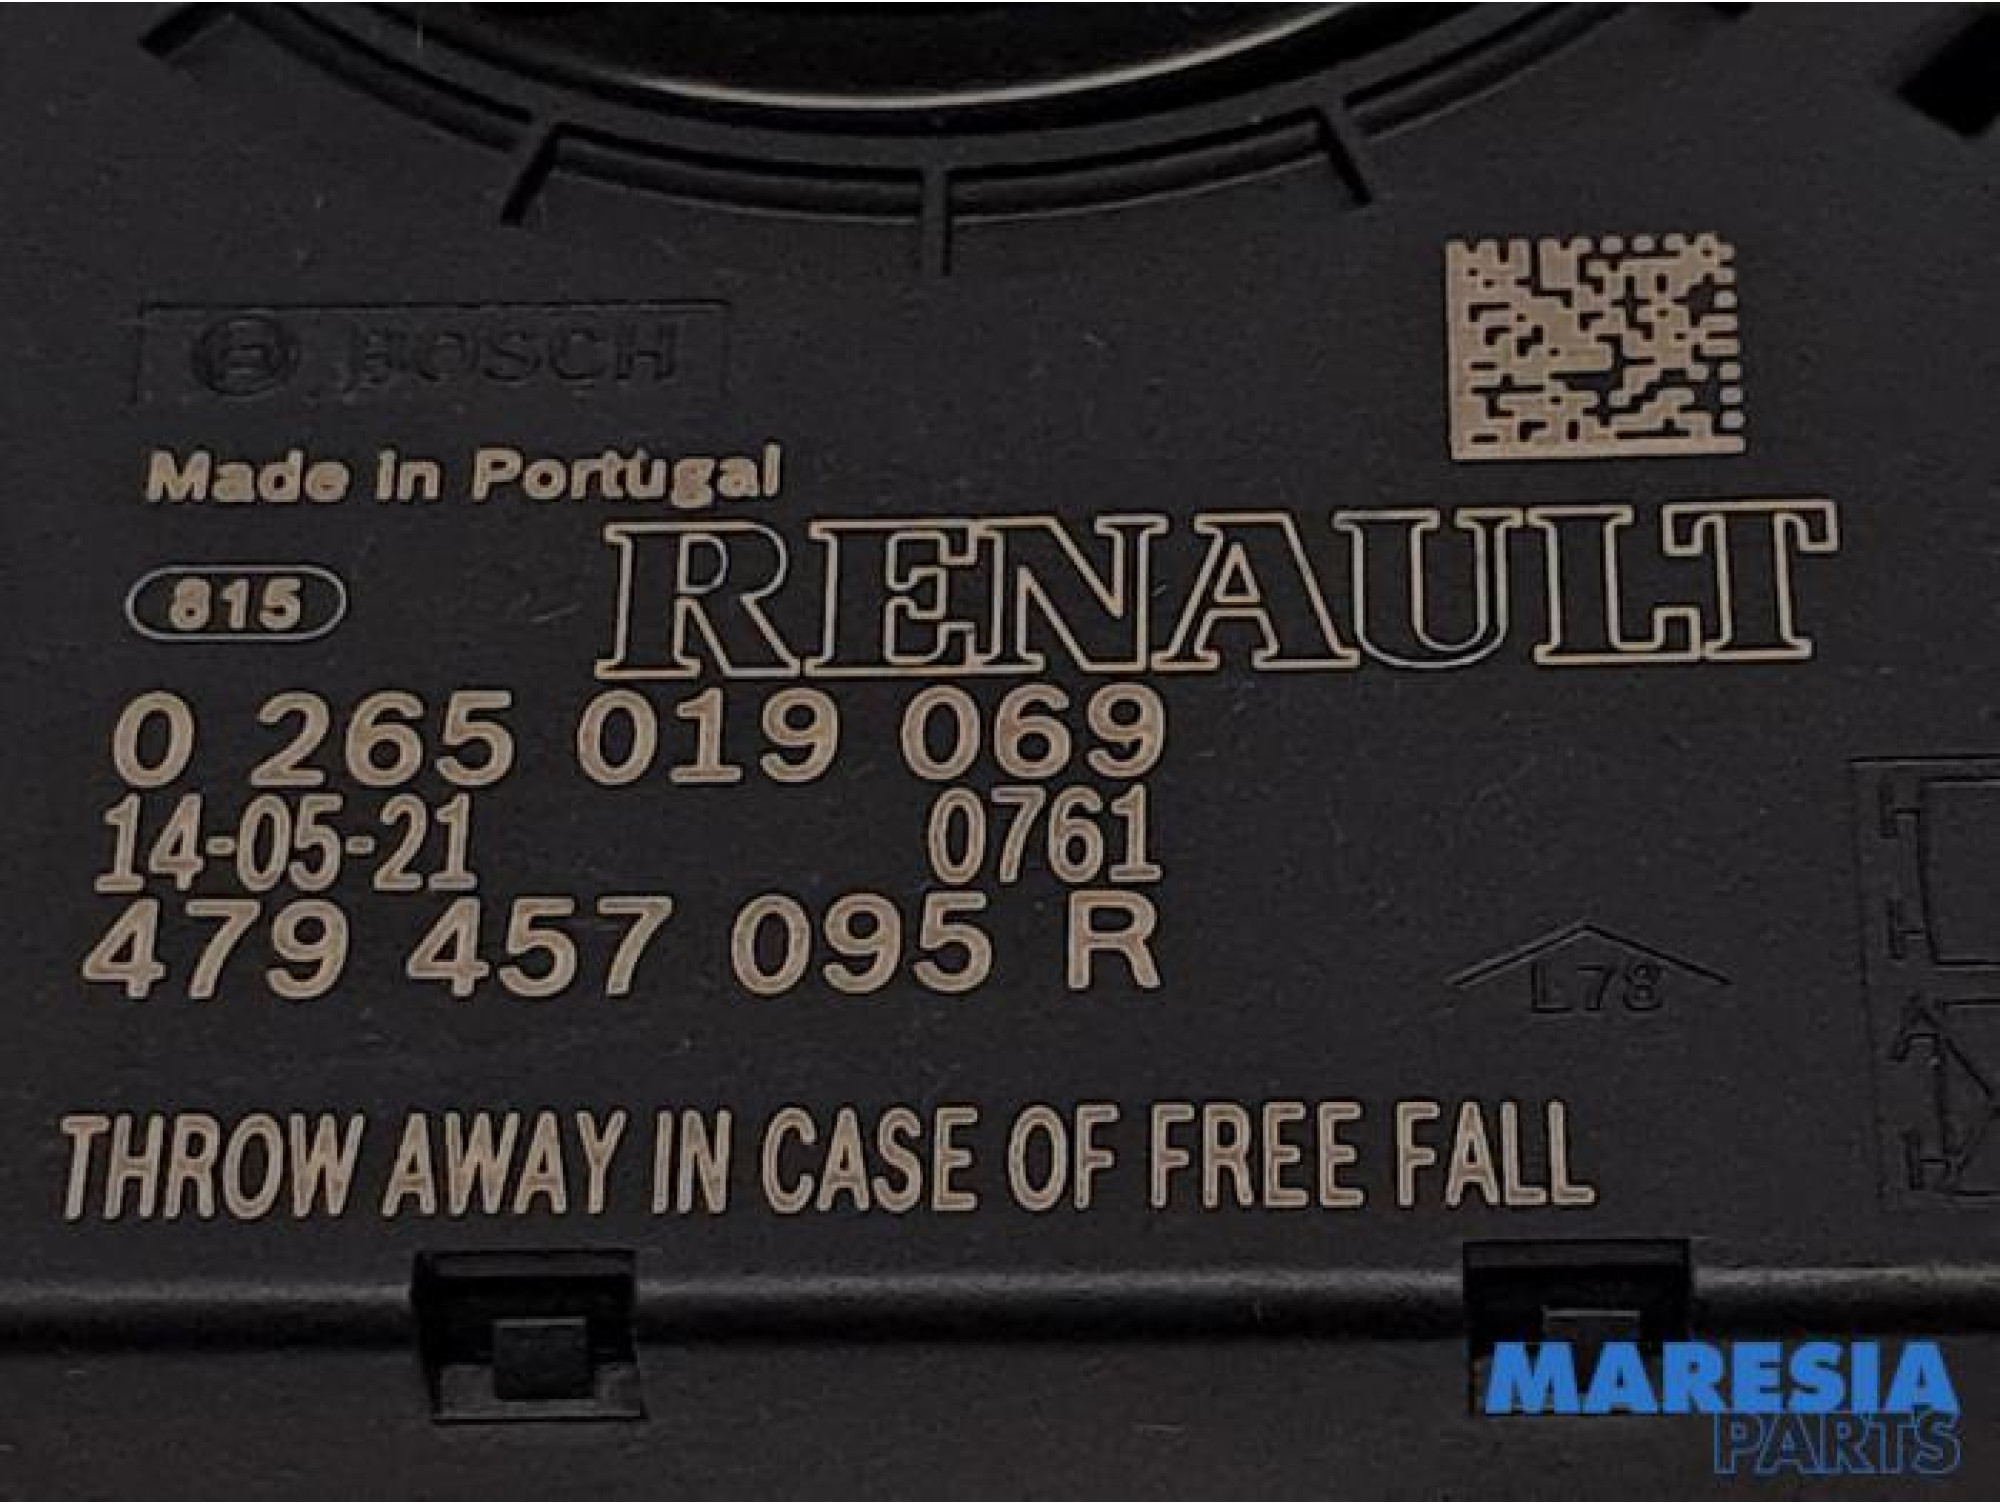 BOSCH
Made in Portugal
RENAULT
815
0 265 019 069
14-05-21 0761
479 457 095 R
L78
THROW AWAY IN CASE OF FREE FALL
MARESIA
PARTS